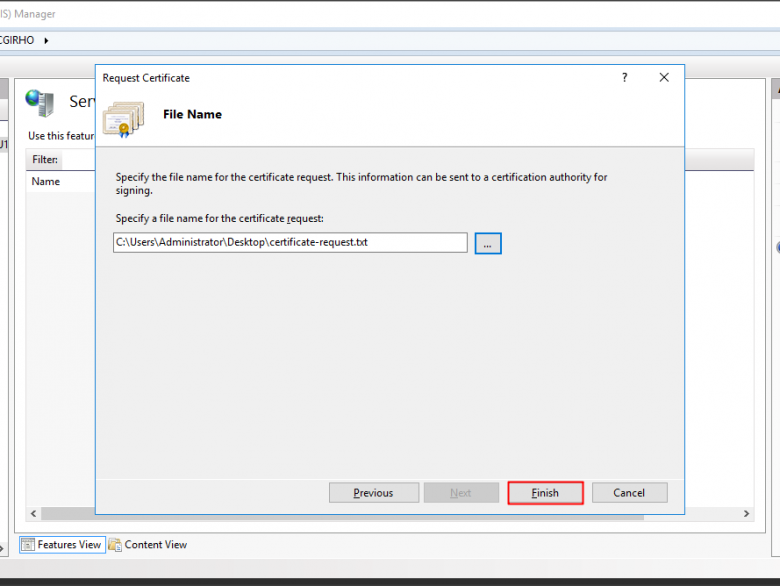 IS) Manager
CGIRHO
Request Certificate
?
File Name
Ser
Use this featur
Filter:
Name
Specify the file name for the certificate request. This information can be sent to a certification authority for
signing.
Specify a file name for the certificate request:
C:\Users\Administrator\Desktop\certificate-request.txt
...
Previous
Next
Finish
Cancel
Features View
Content View